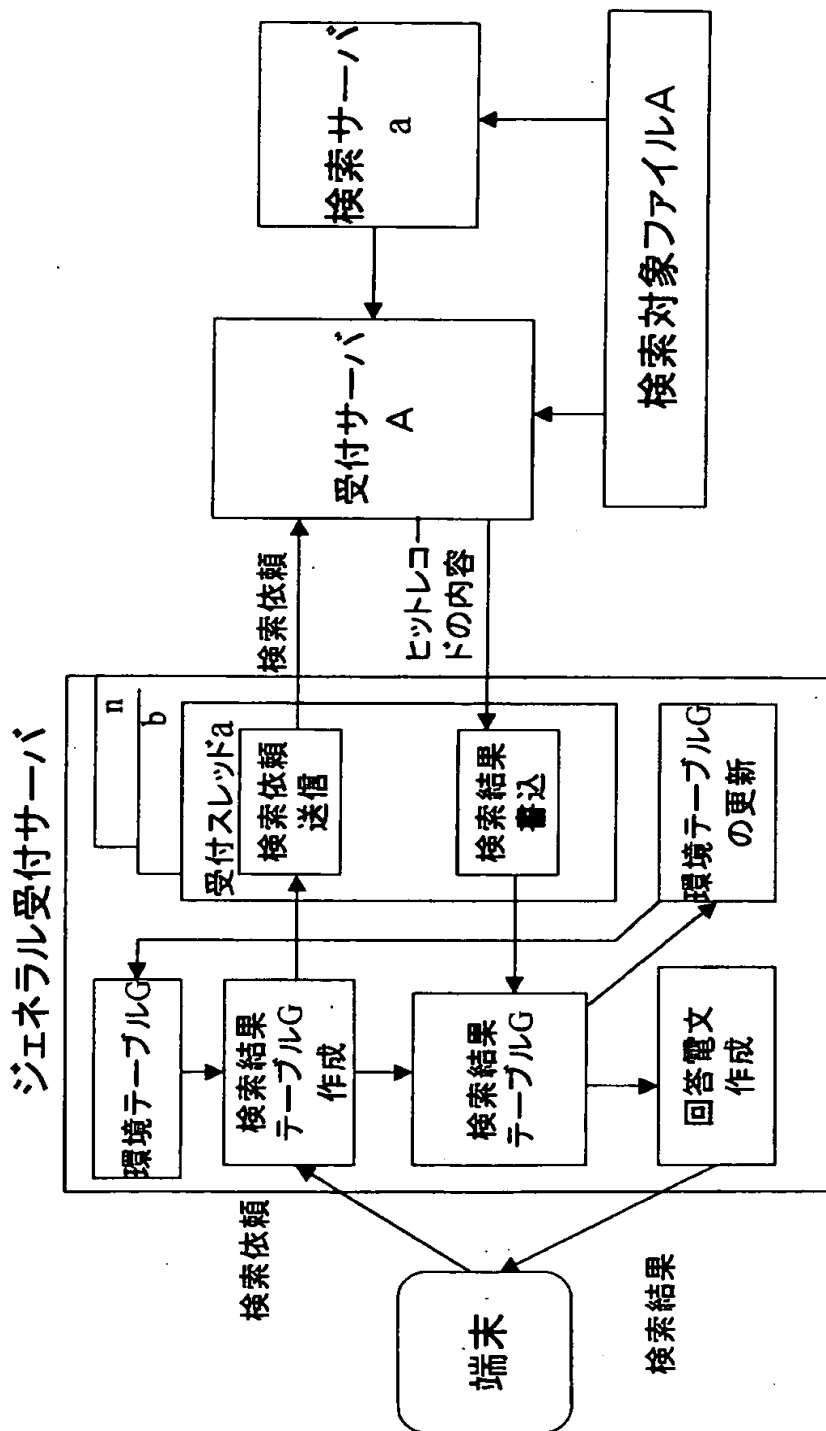 ジェネラル受付サーバ
環境テーブルG
検索結果
テーブルG
作成
検索依頼
端末
検索結果
検索結果
テーブルG
回答電文
作成
n
b
受付スレッドa
検索依頼
送信
検索結果
書込
環境テーブルG
の更新
検索依頼
ヒットレコー
ドの内容
受付サーバ
A
検索サーバ
a
検索対象ファイルA